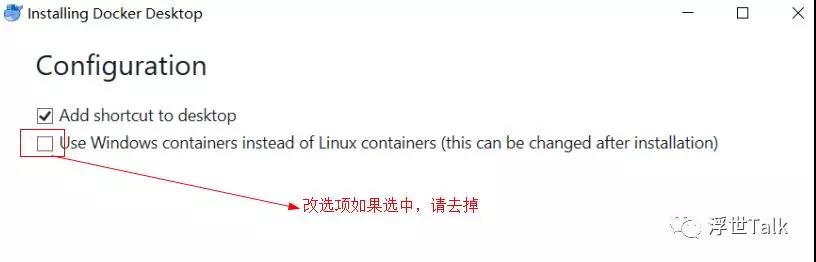 Installing Docker Desktop
Configuration
Add shortcut to desktop
Use Windows containers instead of Linux containers (this can be changed after installation)
改选项如果选中，请去掉
浮世Talk